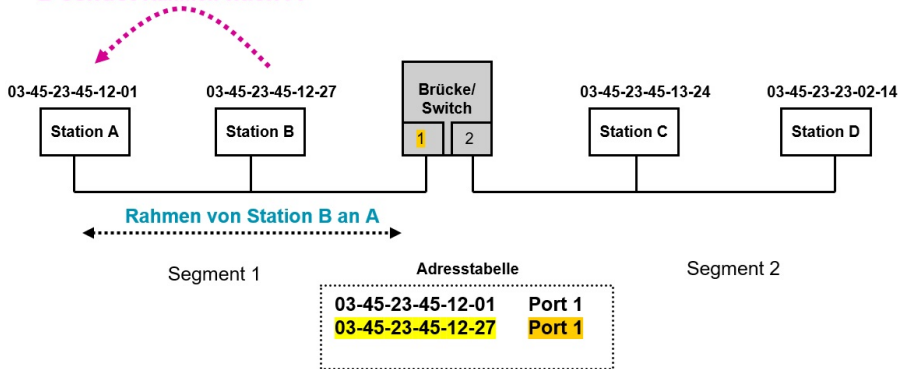 03-45-23-45-12-01
03-45-23-45-12-27
03-45-23-45-13-24
03-45-23-23-02-14
Brücke/
Switch
Station A
Station B
1
2
Station C
Station D
Rahmen von Station B an A
Segment 1
Adresstabelle
Segment 2
03-45-23-45-12-01 Port 1
03-45-23-45-12-27 Port 1